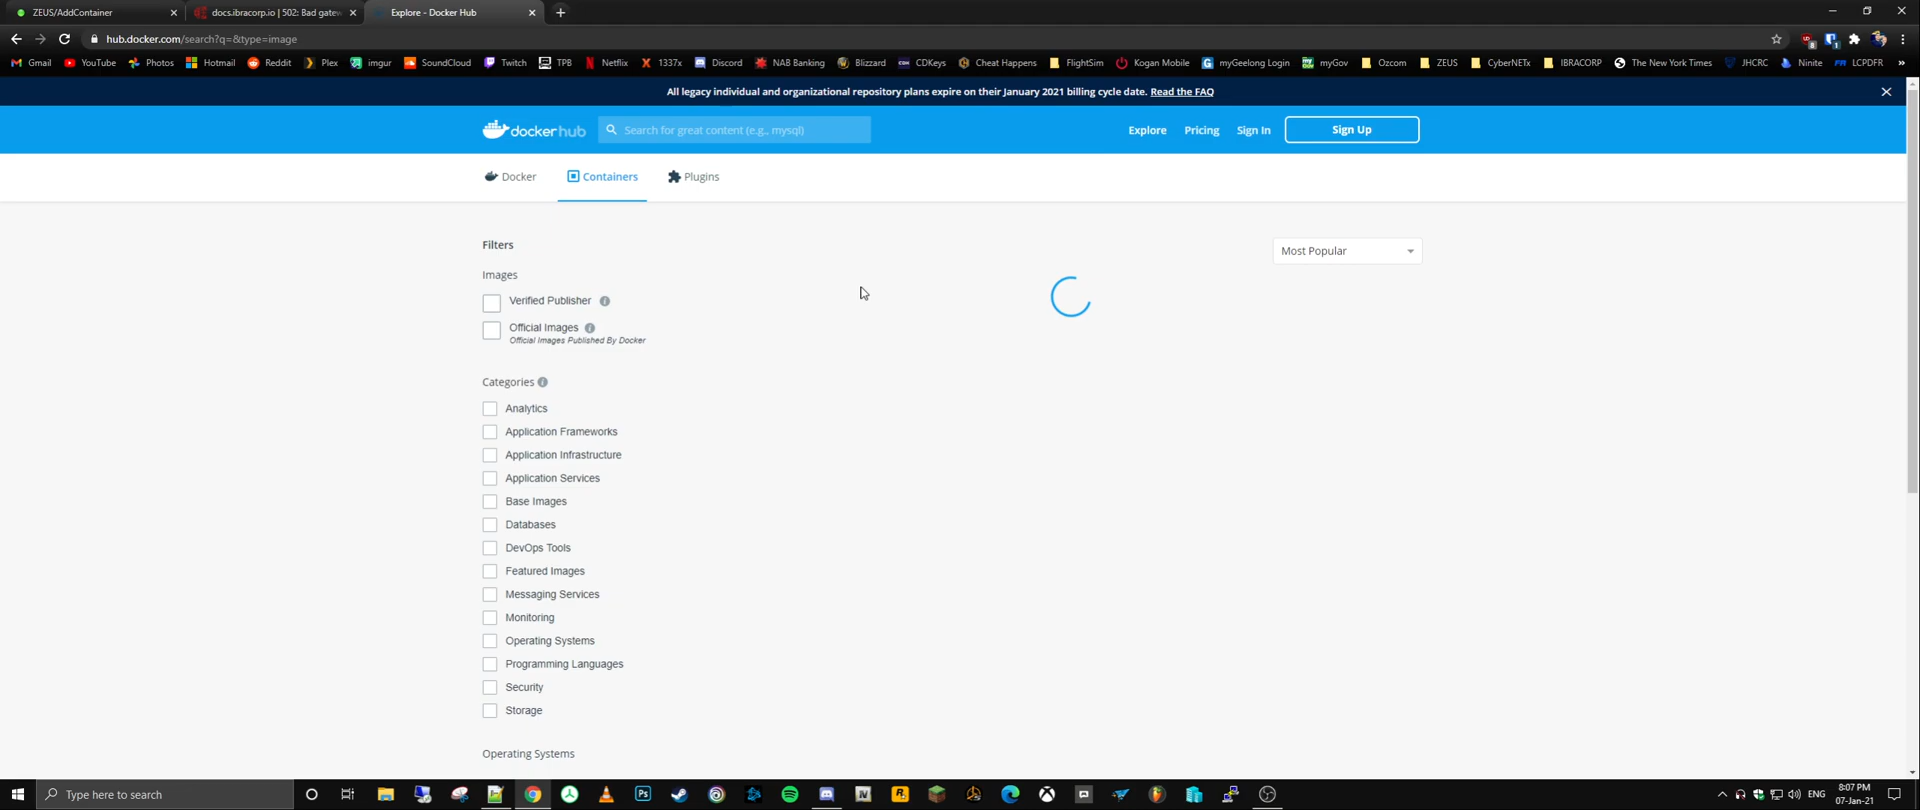 ZEUS/AddContainer
docs.ibracorp.io | 502: Bad gatew
Explore - Docker Hub
hub.docker.com/search?q=&type=image
8
1
Gmail YouTube Photos Hotmail Reddit Plex imgur SoundCloud Twitch TPB Netflix 1337x Discord NAB Banking Blizzard CDKeys Cheat Happens FlightSim Kogan Mobile myGeelong Login myGov Ozcom ZEUS CyberNETx IBRACORP The New York Times JHCRC Ninite LCPDFR »
All legacy individual and organizational repository plans expire on their January 2021 billing cycle date. Read the FAQ
dockerhub
Search for great content (e.g., mysql)
Explore Pricing Sign In Sign Up
Docker Containers Plugins
Filters
Most Popular
Images
Verified Publisher
Official Images
Official Images Published By Docker
Categories
Analytics
Application Frameworks
Application Infrastructure
Application Services
Base Images
Databases
DevOps Tools
Featured Images
Messaging Services
Monitoring
Operating Systems
Programming Languages
Security
Storage
Operating Systems
Type here to search
Ps
IV
ENG
8:07 PM
07-Jan-21